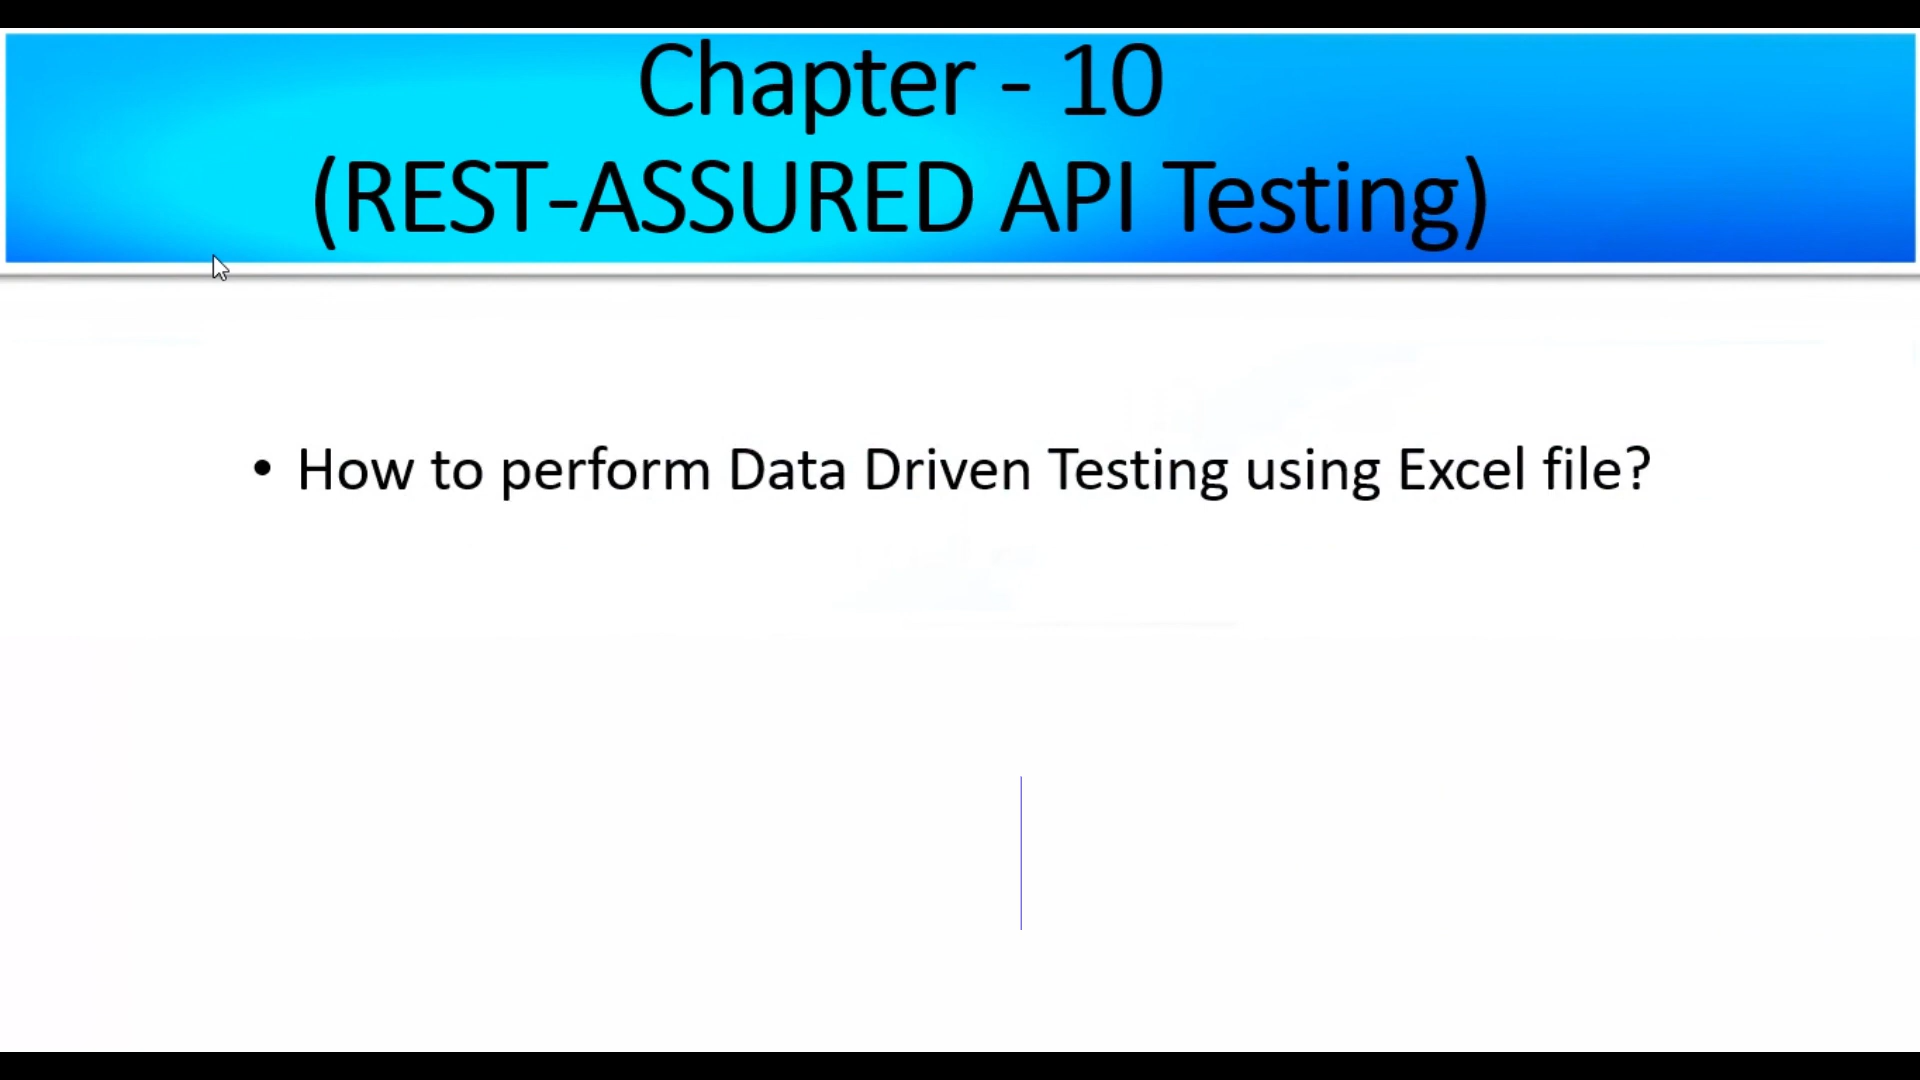 Chapter - 10
(REST-ASSURED API Testing)
• How to perform Data Driven Testing using Excel file?